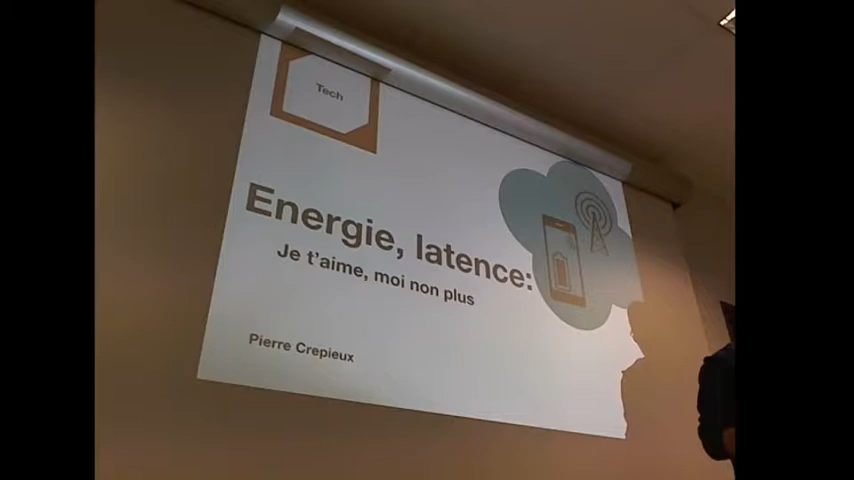 Tech
Energie, latence:
Je t'aime, moi non plus
Pierre Crepieux